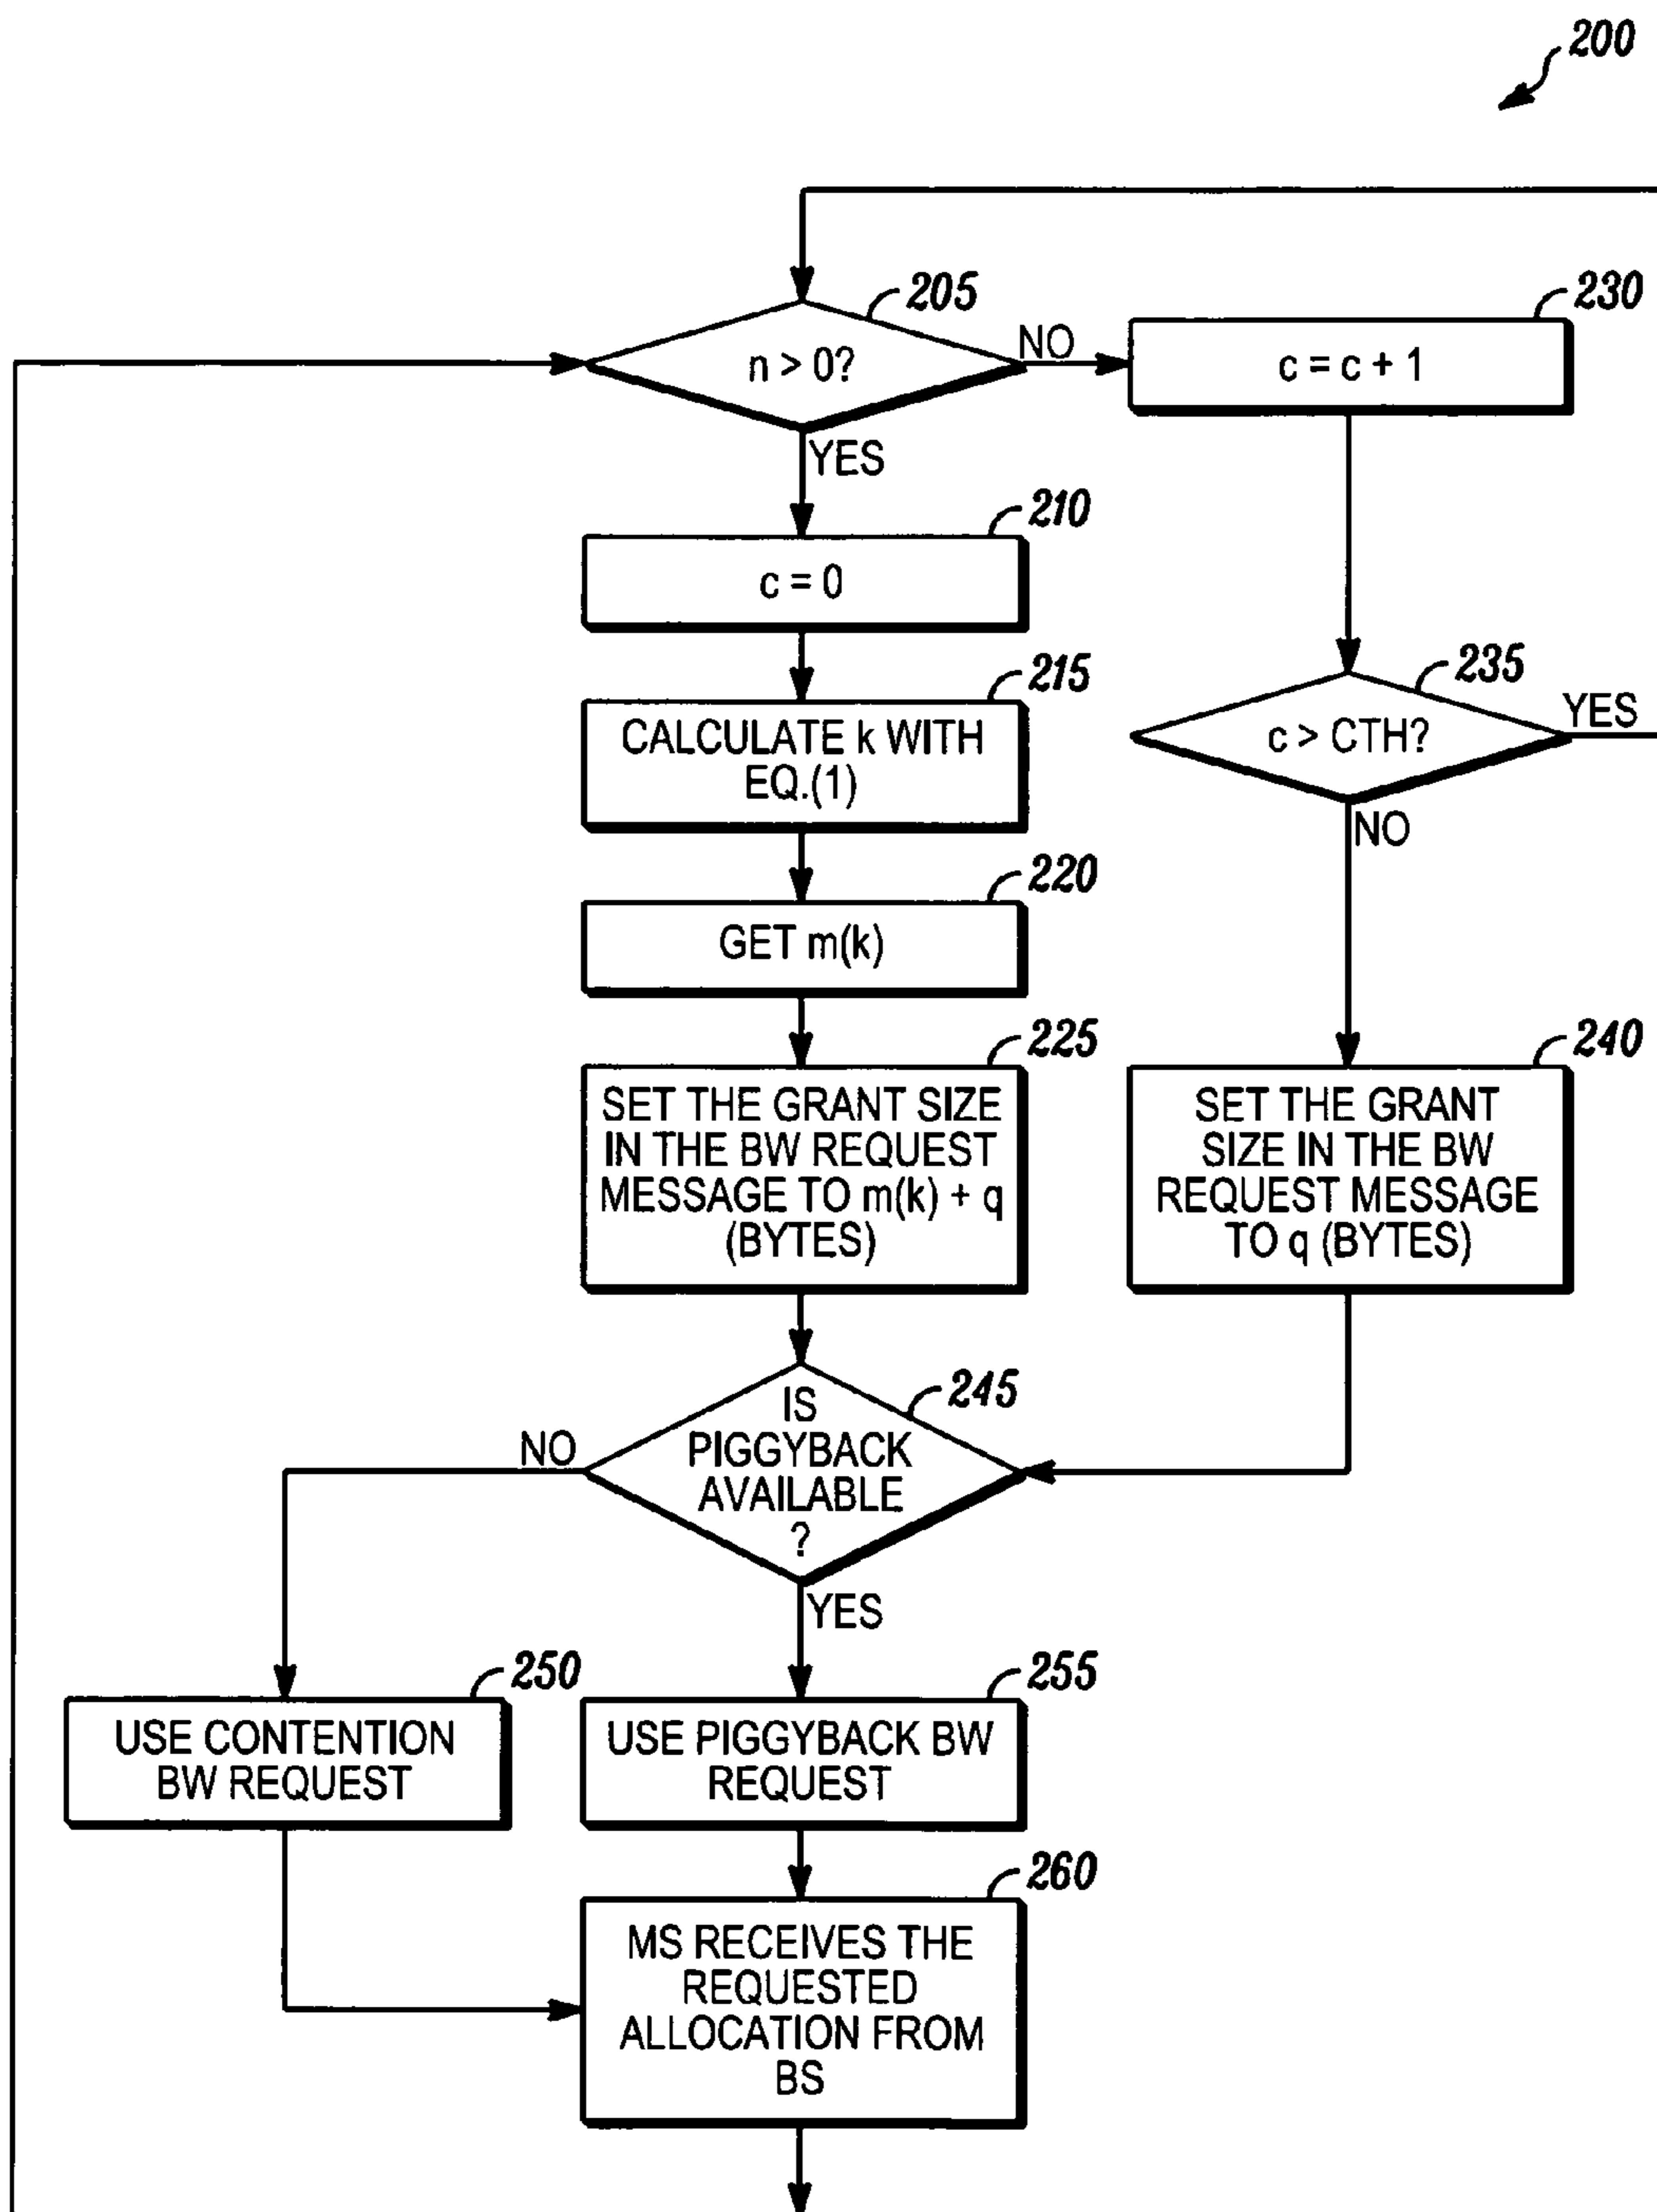 200
205
n > 0?
NO
230
c = c + 1
YES
210
c = 0
215
CALCULATE k WITH
EQ.(1)
235
c > CTH?
YES
NO
220
GET m(k)
225
SET THE GRANT SIZE
IN THE BW REQUEST
MESSAGE TO m(k) + q
(BYTES)
240
SET THE GRANT
SIZE IN THE BW
REQUEST MESSAGE
TO q (BYTES)
245
IS
PIGGYBACK
AVAILABLE
?
NO
YES
250
USE CONTENTION
BW REQUEST
255
USE PIGGYBACK BW
REQUEST
260
MS RECEIVES THE
REQUESTED
ALLOCATION FROM
BS